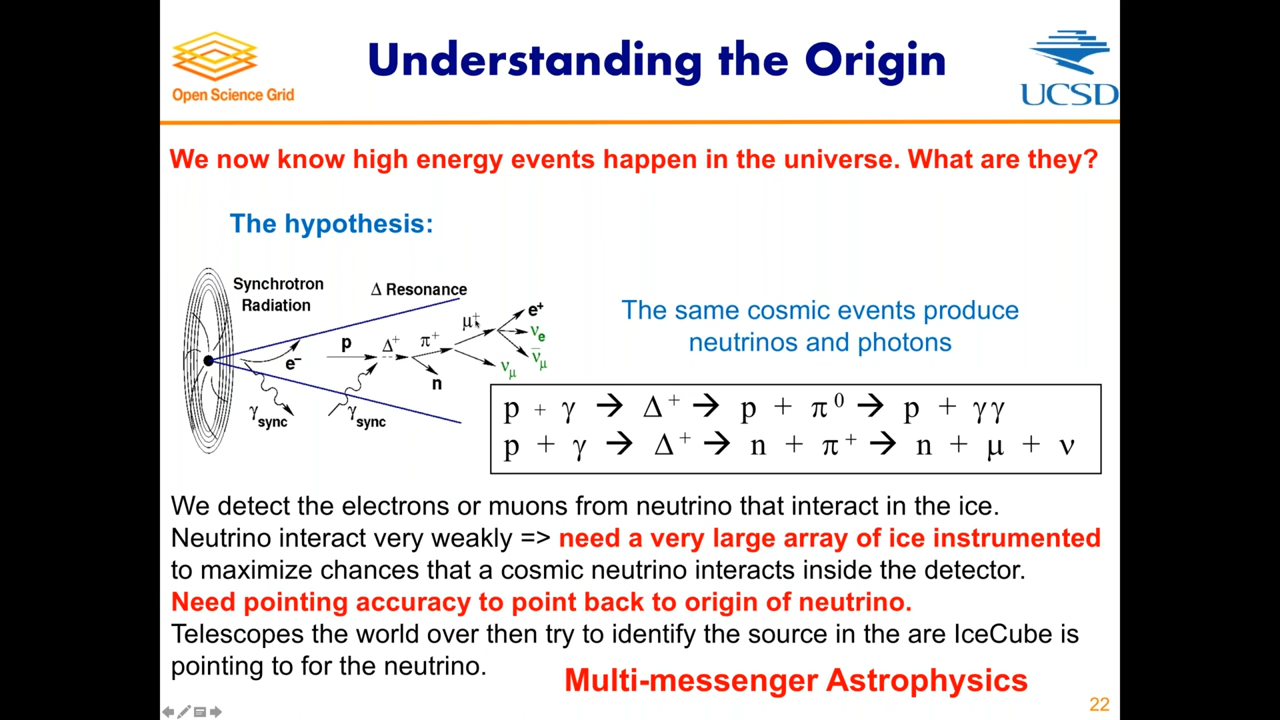 Understanding the Origin
Open Science Grid
UCSD
We now know high energy events happen in the universe. What are they?
The hypothesis:
Synchrotron
Radiation
Δ Resonance
e⁻
γsync
γsync
p
Δ⁺
π⁺
n
μ⁺
νμ
e⁺
νe
ν̅μ
The same cosmic events produce
neutrinos and photons
p + γ → Δ⁺ → p + π⁰ → p + γγ
p + γ → Δ⁺ → n + π⁺ → n + μ + ν
We detect the electrons or muons from neutrino that interact in the ice.
Neutrino interact very weakly => need a very large array of ice instrumented
to maximize chances that a cosmic neutrino interacts inside the detector.
Need pointing accuracy to point back to origin of neutrino.
Telescopes the world over then try to identify the source in the are IceCube is
pointing to for the neutrino.
Multi-messenger Astrophysics
22